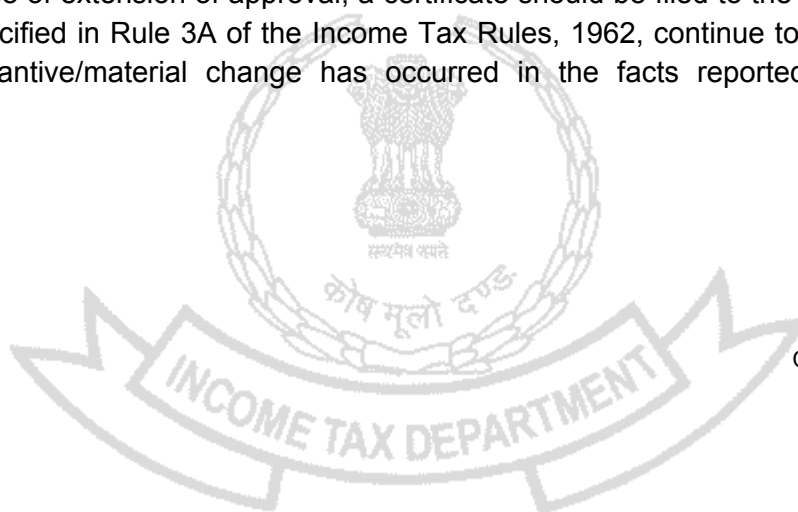 of extension of approval, a certificate should be filed to the
cified in Rule 3A of the Income Tax Rules, 1962, continue to
antive/material change has occurred in the facts reported
सत्यमेव जयते
कोष मूलो दण्डः
INCOME TAX DEPARTMENT